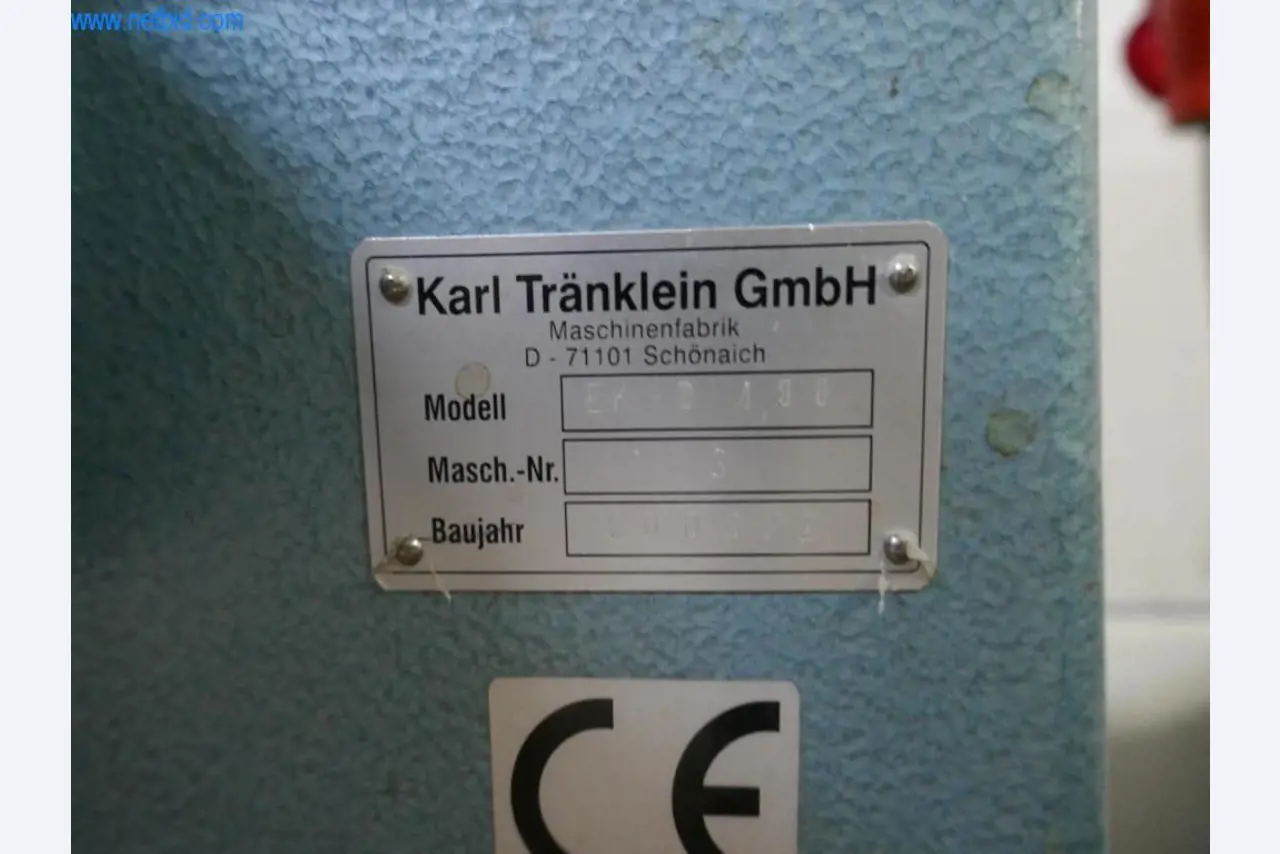 www.netbid.com
Karl Tränklein GmbH
Maschinenfabrik
D - 71101 Schönaich
Modell
Masch.-Nr.
Baujahr
CE